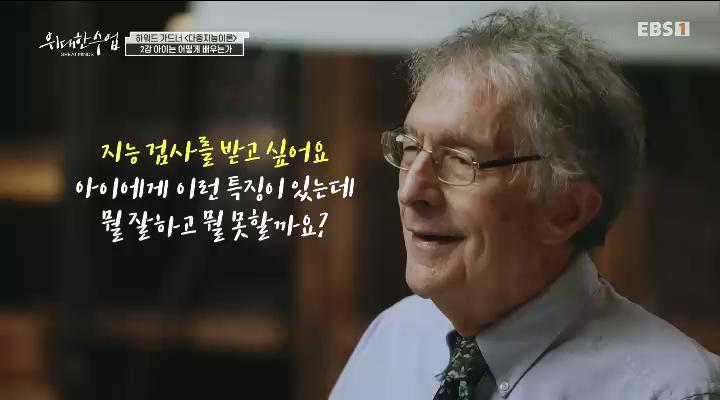 위대한 수업
GREAT MINDS
하워드 가드너 <다중지능이론>
2강 아이는 어떻게 배우는가
EBS1
지능 검사를 받고 싶어요
아이에게 이런 특징이 있는데
뭘 잘하고 뭘 못할까요?